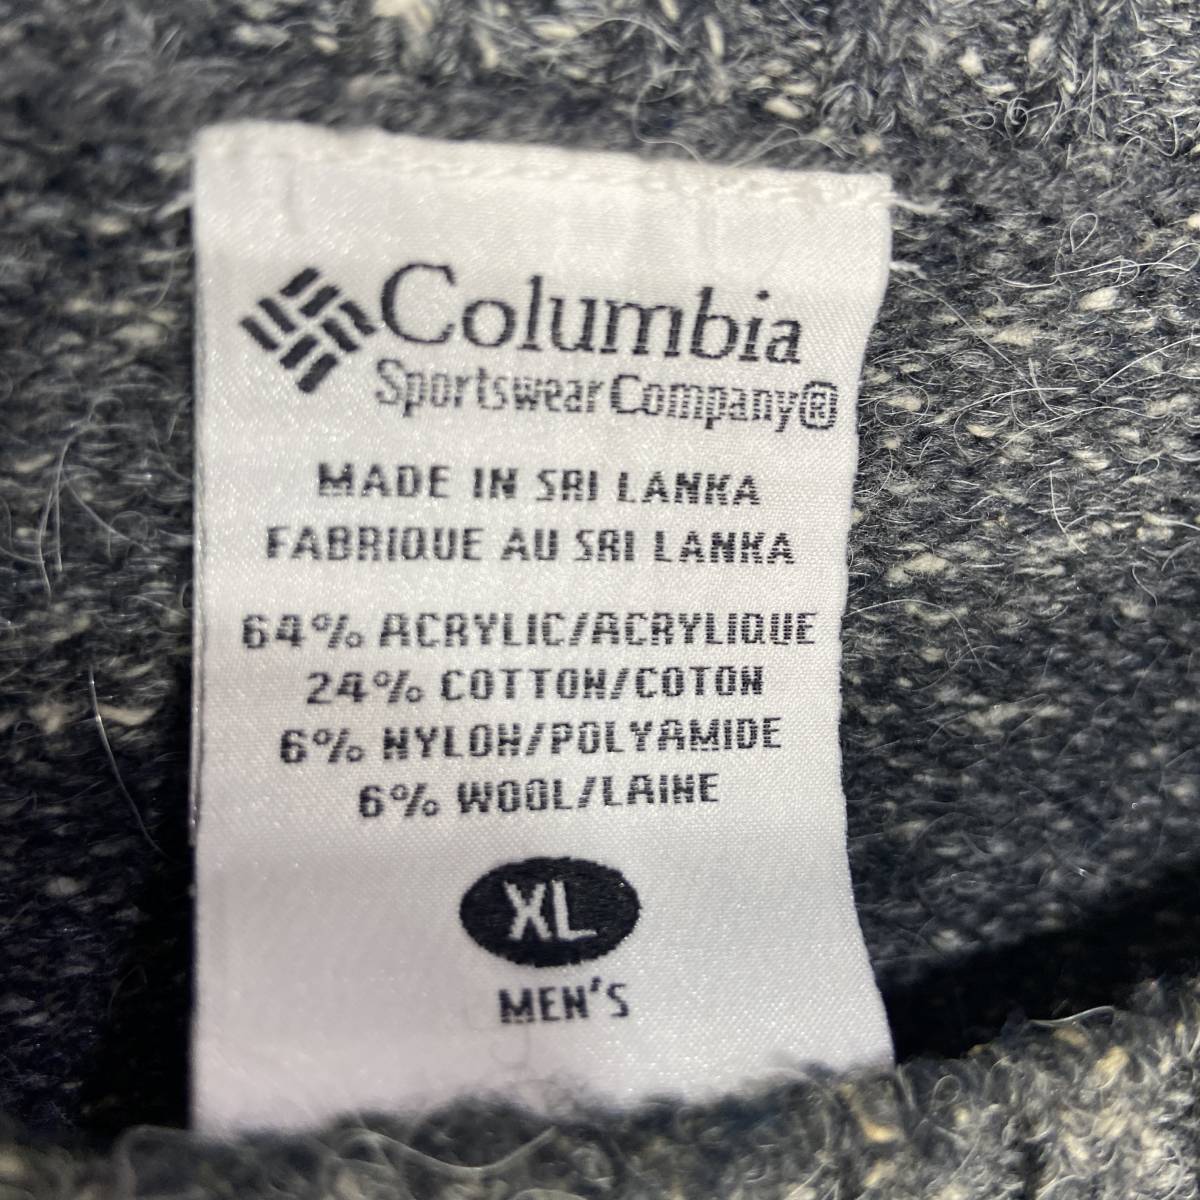 Columbia
Sportswear Company®
MADE IN SRI LANKA
FABRIQUE AU SRI LANKA
64% ACRYLIC/ACRYLIQUE
24% COTTON/COTON
6% NYLON/POLYAMIDE
6% WOOL/LAINE
XL
MEN'S